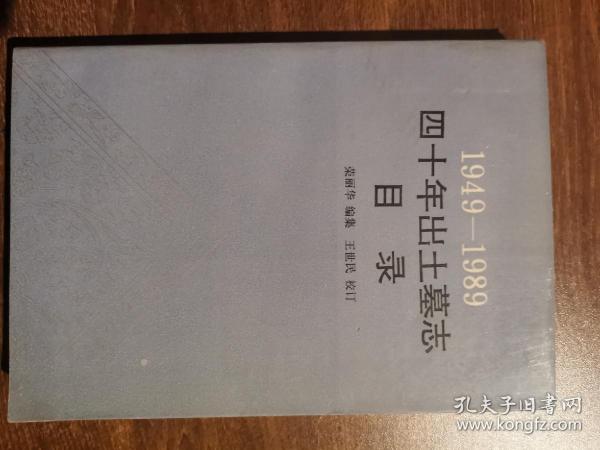 1949—1989
四十年出土墓志
目录
荣丽华 编集 王世民 校订
孔夫子旧书网
www.kongfz.com